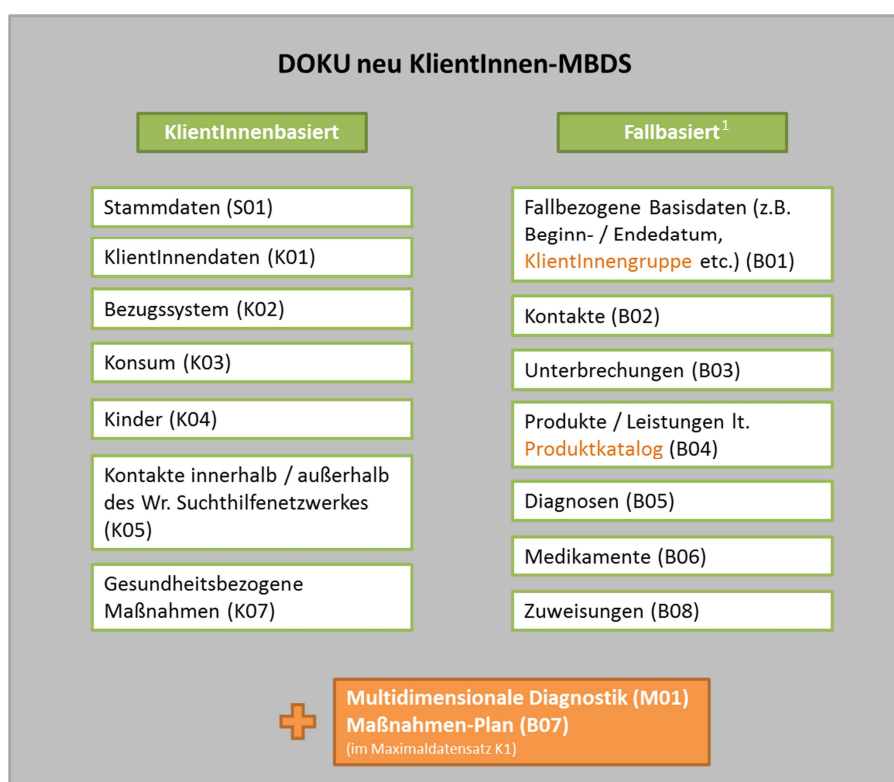 DOKU neu KlientInnen-MBDS
KlientInnenbasiert
Stammdaten (S01)
KlientInnendaten (K01)
Bezugssystem (K02)
Konsum (K03)
Kinder (K04)
Kontakte innerhalb / außerhalb
des Wr. Suchthilfenetzwerkes
(K05)
Gesundheitsbezogene
Maßnahmen (K07)
Fallbasiert¹
Fallbezogene Basisdaten (z.B.
Beginn- / Endedatum,
KlientInnengruppe etc.) (B01)
Kontakte (B02)
Unterbrechungen (B03)
Produkte / Leistungen lt.
Produktkatalog (B04)
Diagnosen (B05)
Medikamente (B06)
Zuweisungen (B08)
Multidimensionale Diagnostik (M01)
Maßnahmen-Plan (B07)
(im Maximaldatensatz K1)